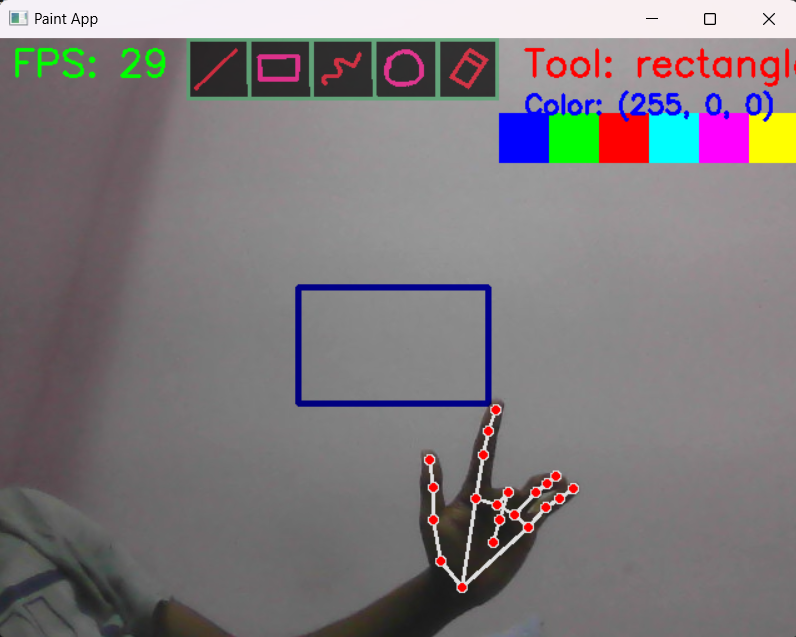 Paint App
FPS: 29
Tool: rectangl
Color: (255, 0, 0)